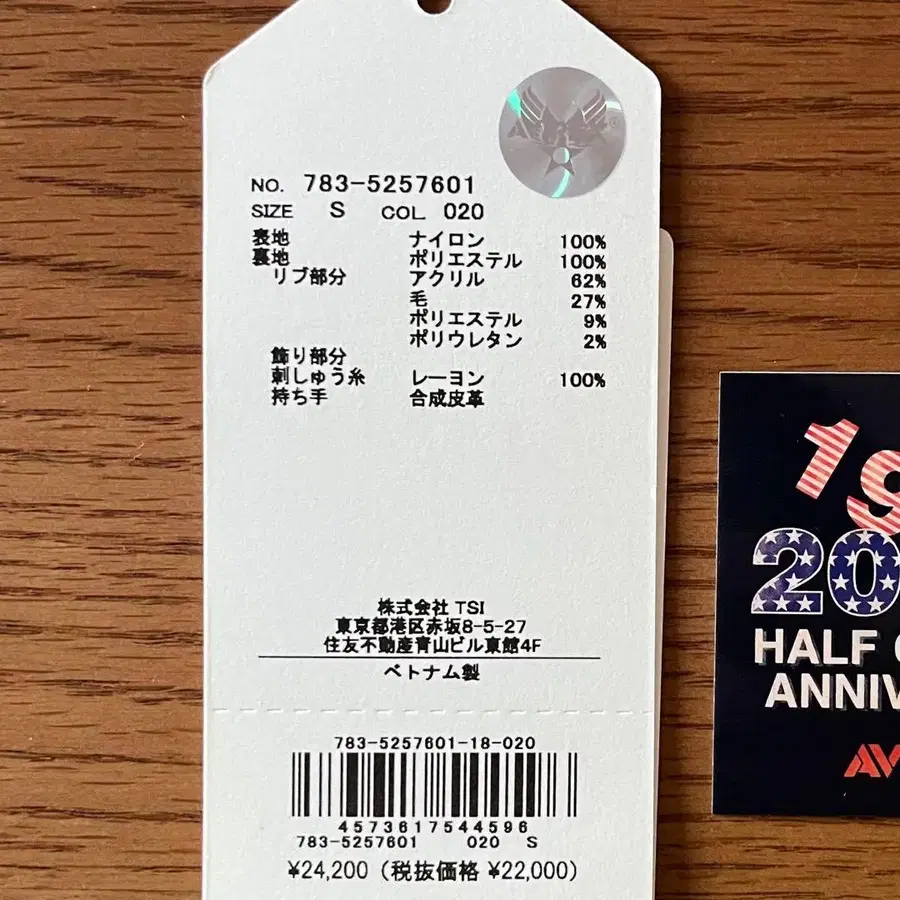 NO. 783-5257601
SIZE S COL 020
表地 ナイロン 100%
裏地 ポリエステル 100%
リブ部分 アクリル 62%
毛 27%
ポリエステル 9%
ポリウレタン 2%
飾り部分
刺しゅう糸 レーヨン 100%
持ち手 合成皮革
株式会社 TSI
東京都港区赤坂8-5-27
住友不動産青山ビル東館4F
ベトナム製
783-5257601-18-020
4573617544596
783-5257601 020 S
¥24,200 (税抜価格 ¥22,000)
19
20
HALF
ANNIV
AV